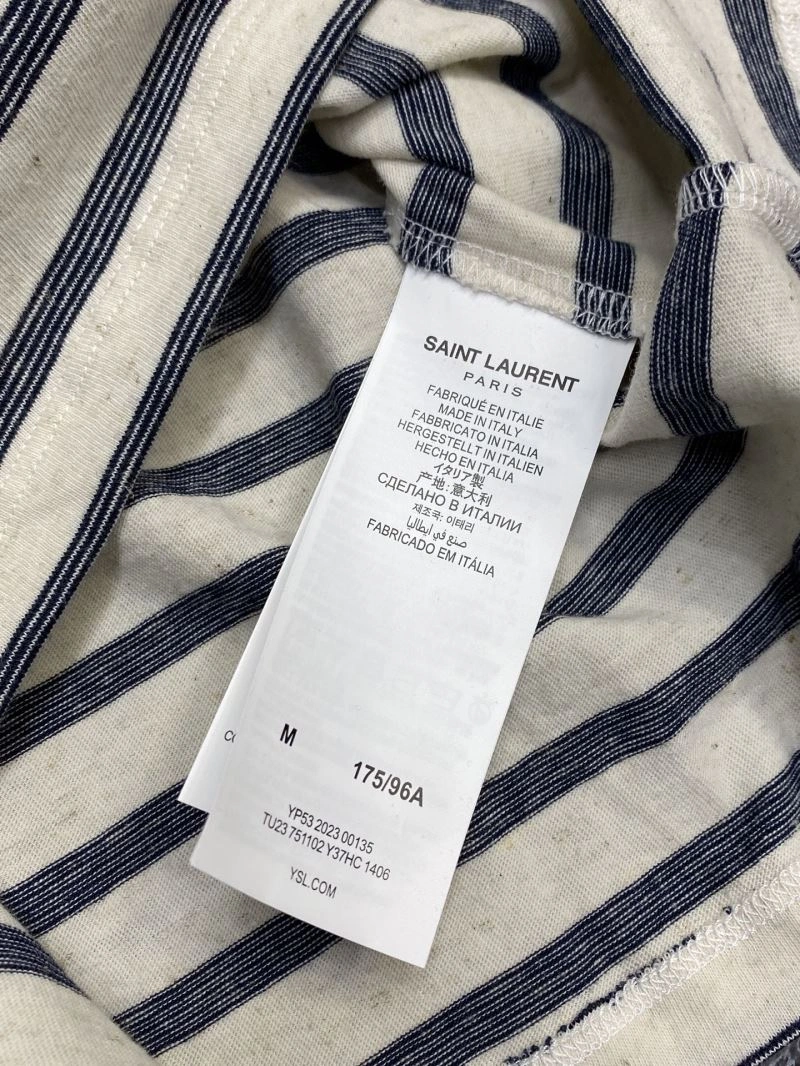 SAINT LAURENT
PARIS
FABRIQUÉ EN ITALIE
MADE IN ITALY
FABBRICATO IN ITALIA
HERGESTELLT IN ITALIEN
HECHO EN ITALIA
イタリア製
产地: 意大利
СДЕЛАНО В ИТАЛИИ
제조국: 이태리
صنع في ايطاليا
FABRICADO EM ITÁLIA
M
175/96A
YP53 2023 00135
TU23 751102 Y37HC 1406
YSL.COM